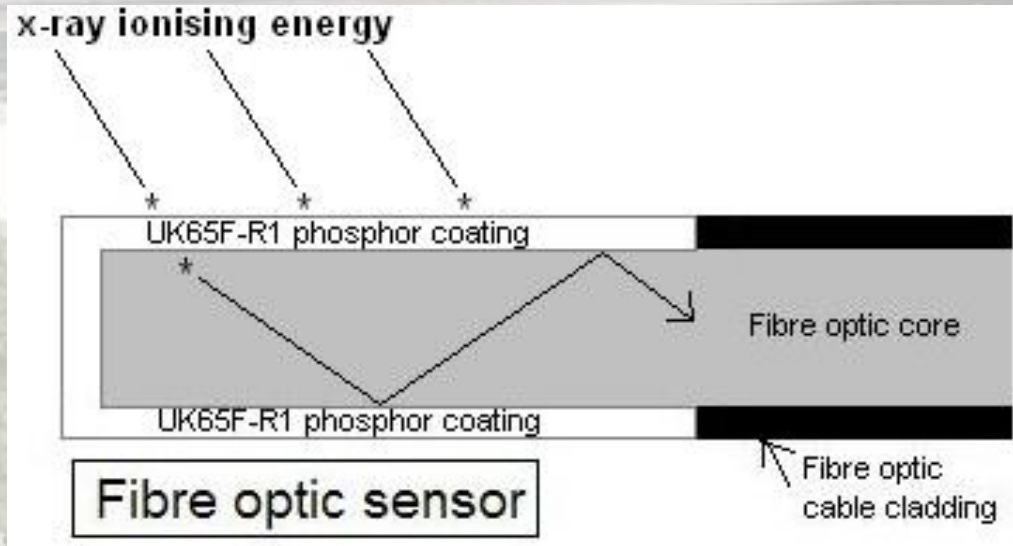 x-ray ionising energy
* * *
UK65F-R1 phosphor coating
*
Fibre optic core
UK65F-R1 phosphor coating
Fibre optic
cable cladding
Fibre optic sensor